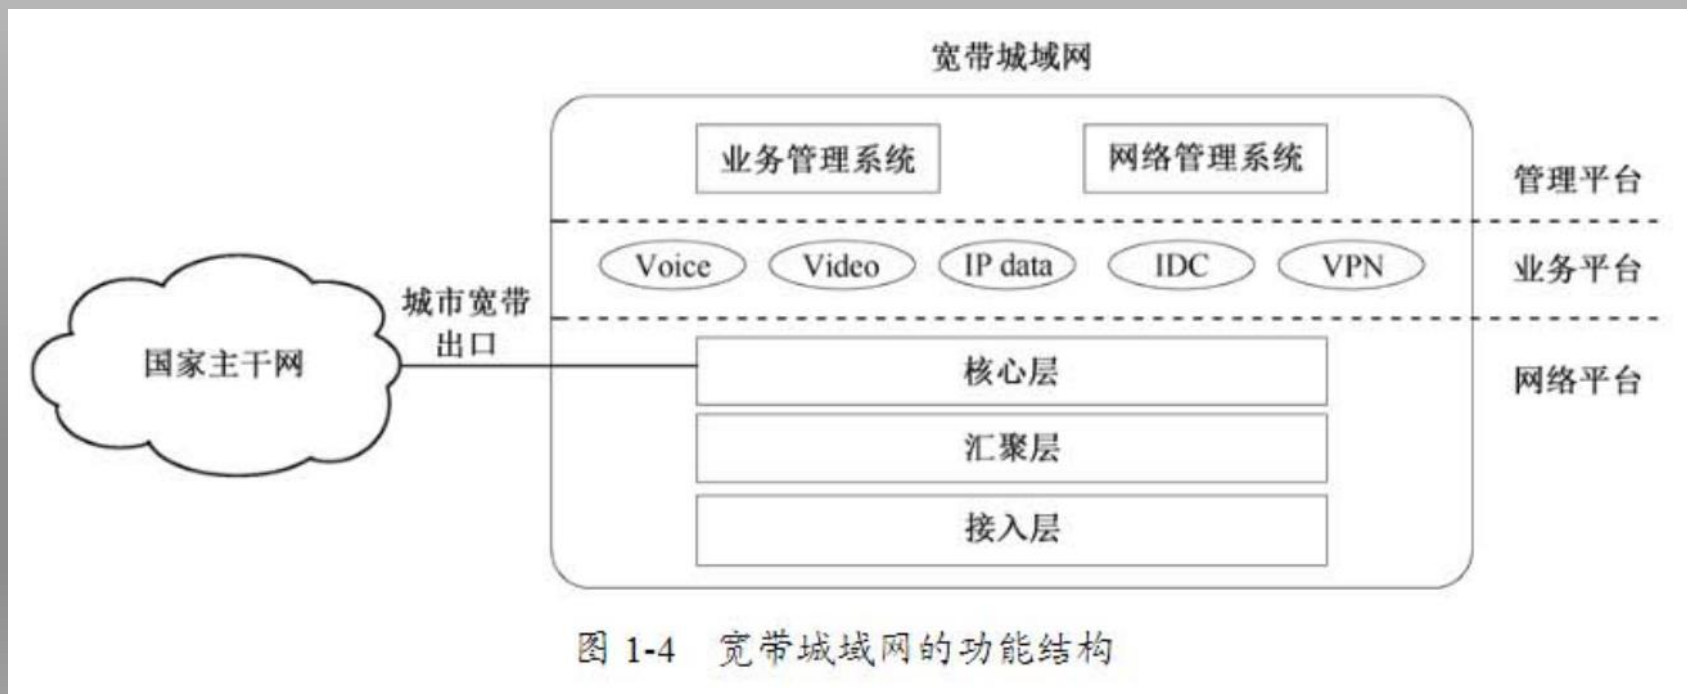 宽带城域网
业务管理系统
网络管理系统
管理平台
Voice
Video
IP data
IDC
VPN
业务平台
城市宽带
出口
国家主干网
核心层
网络平台
汇聚层
接入层
图 1-4 宽带城域网的功能结构